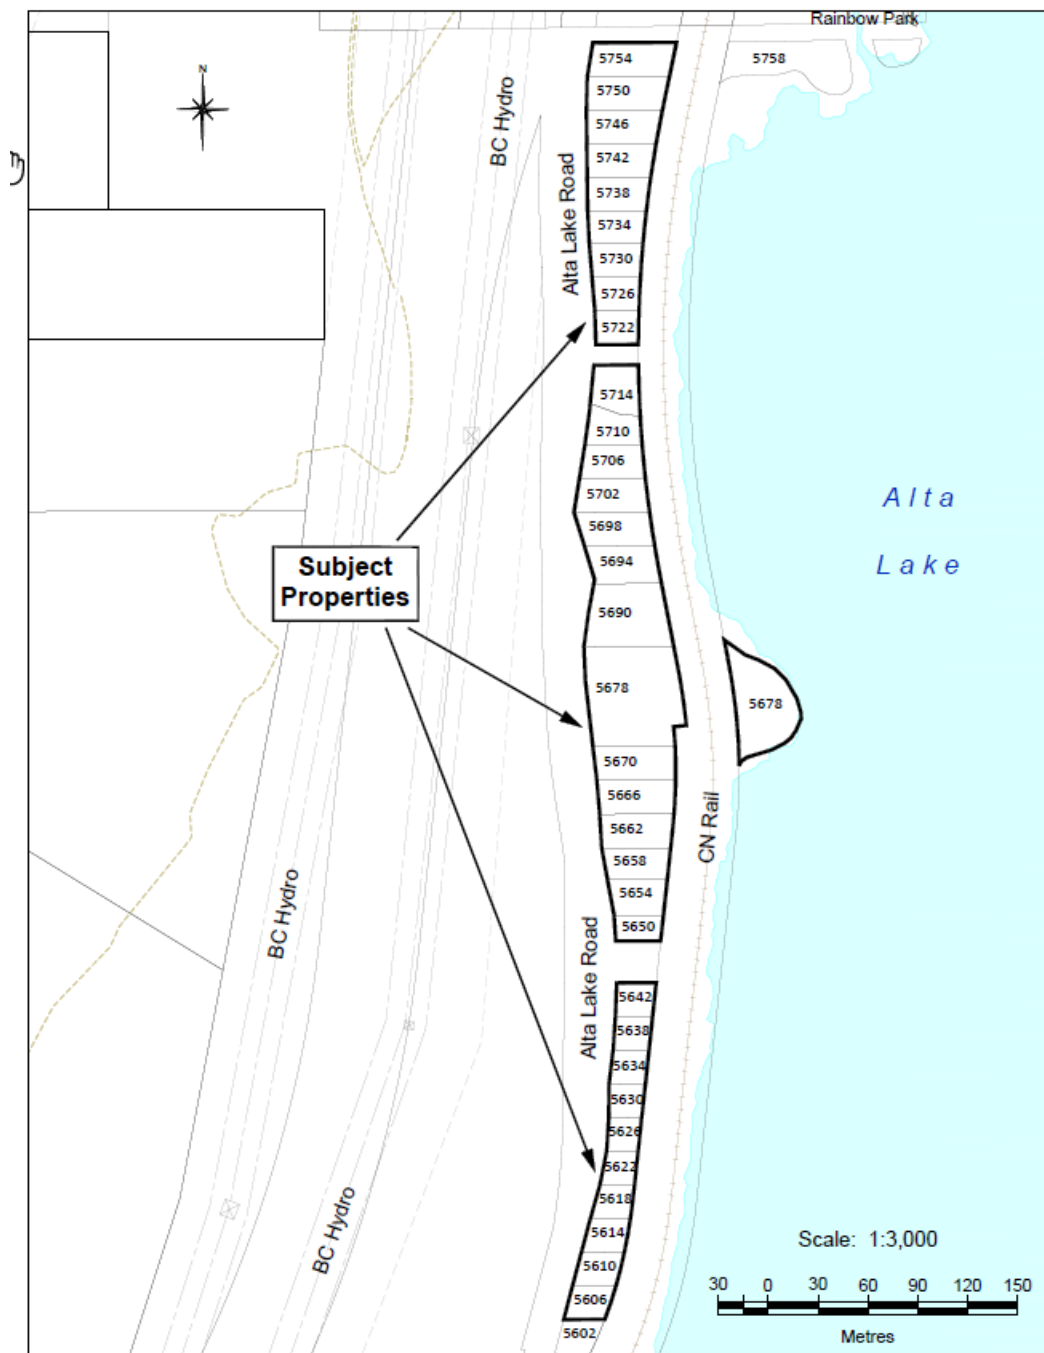 Rainbow Park
N
5754
5758
5750
BC Hydro
5746
5742
5738
Alta Lake Road
5734
5730
5726
5722
5714
5710
5706
5702
Alta
5698
5694
Lake
Subject
Properties
5690
5678
5678
5670
5666
CN Rail
5662
5658
5654
BC Hydro
5650
Alta Lake Road
5642
5638
5634
5630
5626
5622
5618
BC Hydro
5614
Scale: 1:3,000
5610
30 0 30 60 90 120 150
5606
5602
Metres